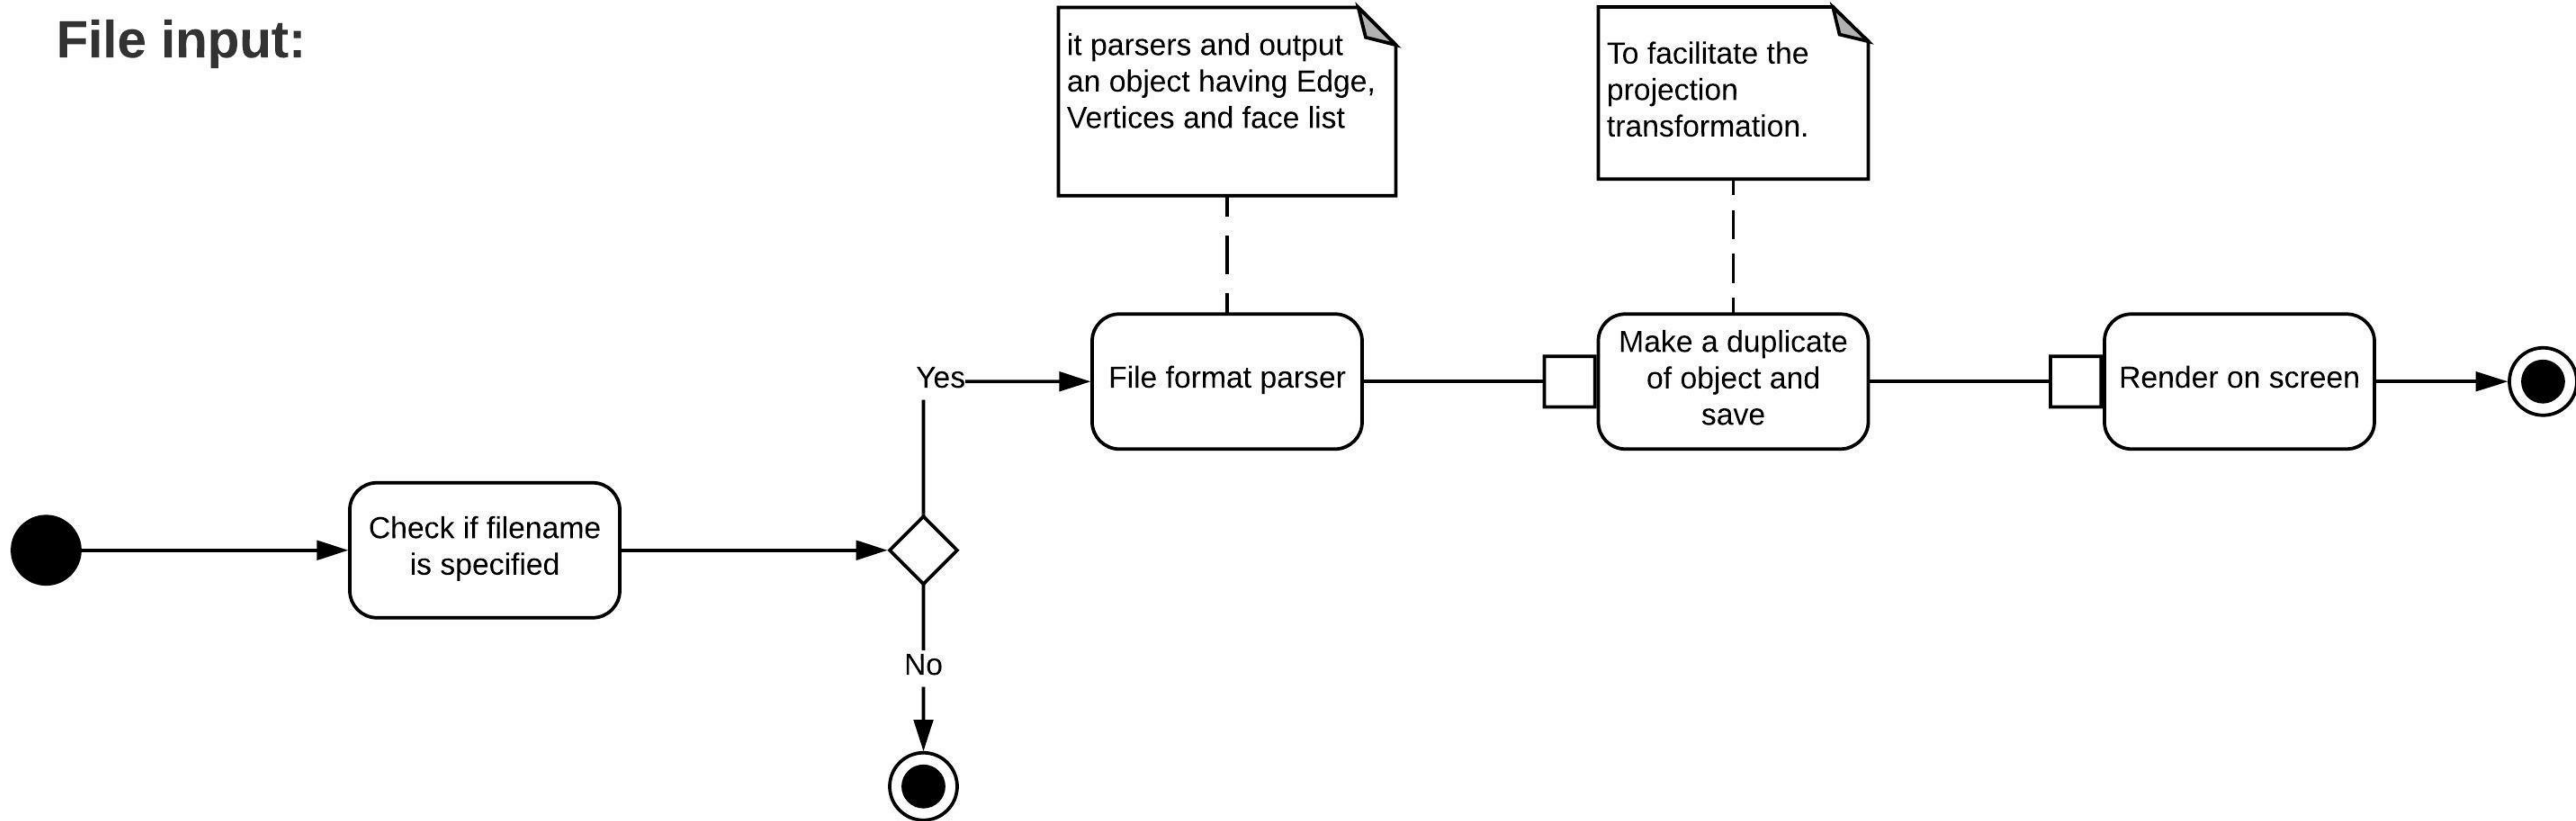 File input:
it parsers and output
an object having Edge,
Vertices and face list
To facilitate the
projection
transformation.
Yes
File format parser
Make a duplicate
of object and
save
Render on screen
Check if filename
is specified
No